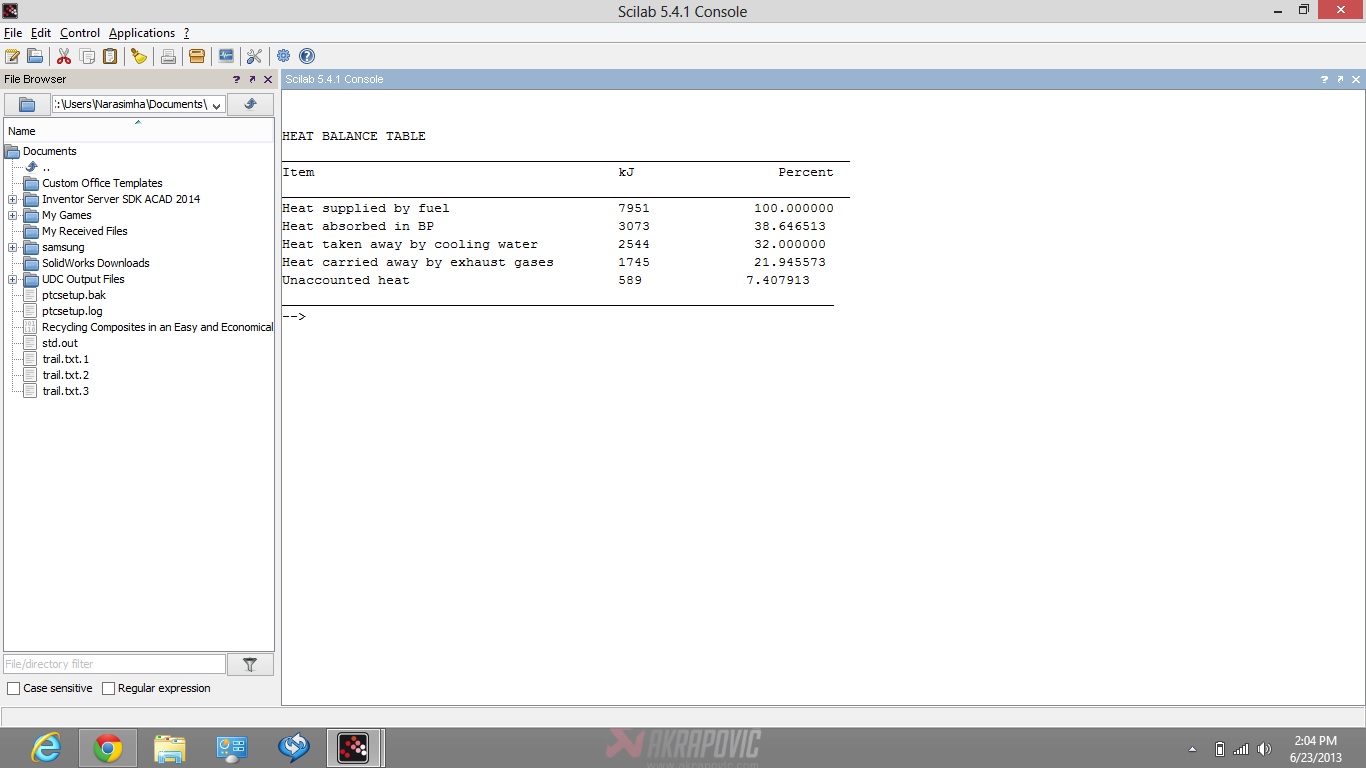 Scilab 5.4.1 Console
File Edit Control Applications ?
File Browser
:\Users\Narasimha\Documents\
Name
Documents
..
Custom Office Templates
Inventor Server SDK ACAD 2014
My Games
My Received Files
samsung
SolidWorks Downloads
UDC Output Files
ptcsetup.bak
ptcsetup.log
Recycling Composites in an Easy and Economical
std.out
trail.txt.1
trail.txt.2
trail.txt.3
File/directory filter
Case sensitive Regular expression
Scilab 5.4.1 Console
HEAT BALANCE TABLE
Item kJ Percent
Heat supplied by fuel 7951 100.000000
Heat absorbed in BP 3073 38.646513
Heat taken away by cooling water 2544 32.000000
Heat carried away by exhaust gases 1745 21.945573
Unaccounted heat 589 7.407913
-->
AKRAPOVIC
www.akrapovic.com
2:04 PM
6/23/2013